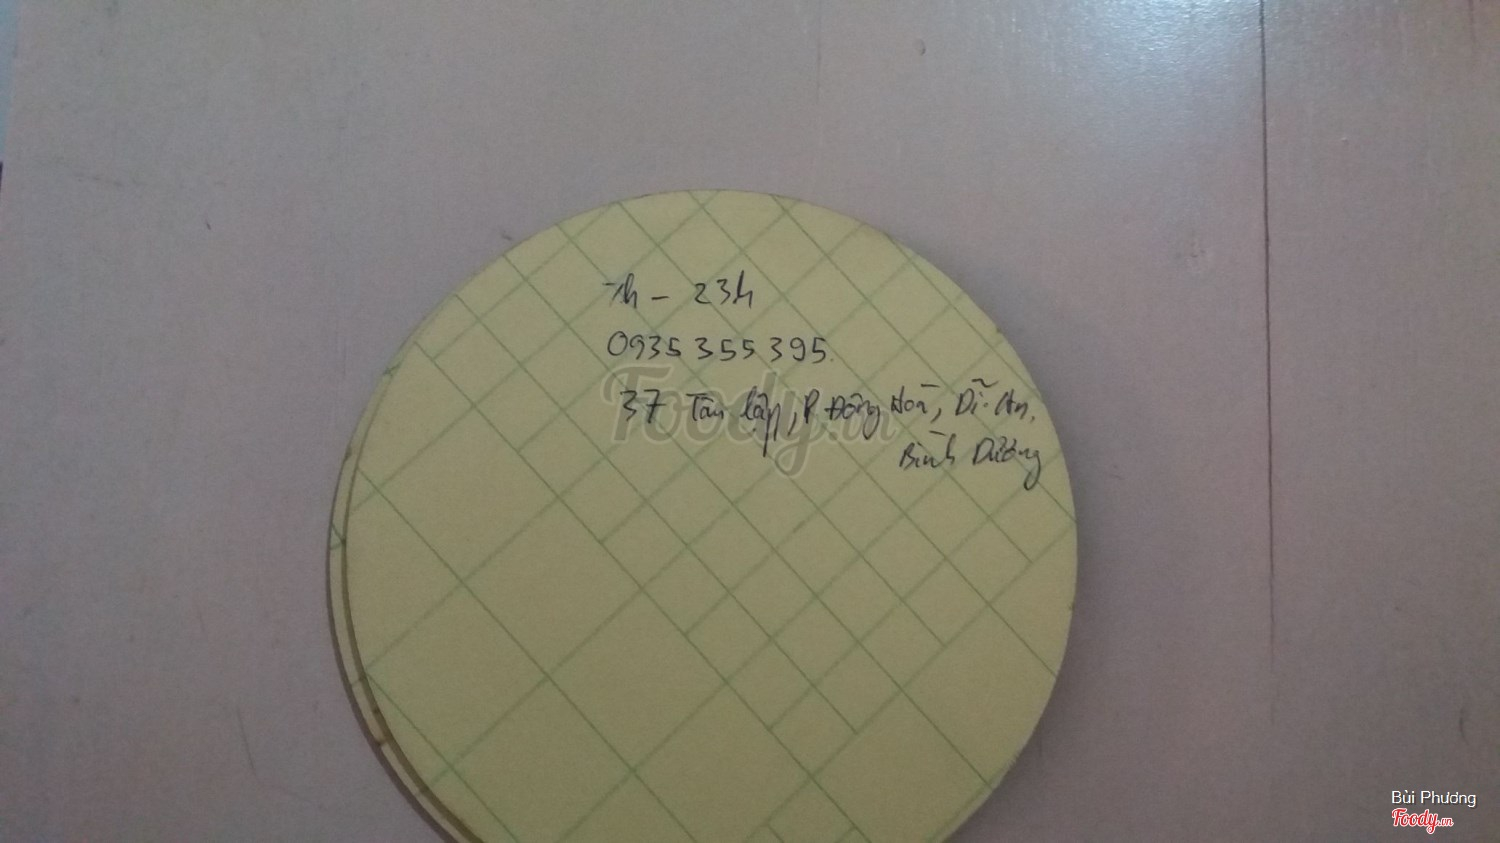 7h - 23h
0935 355 395.
37 Tân lập, P Đông Hoà, Dĩ An,
Bình Dương
Foody.vn
Bùi Phương
Foody.vn